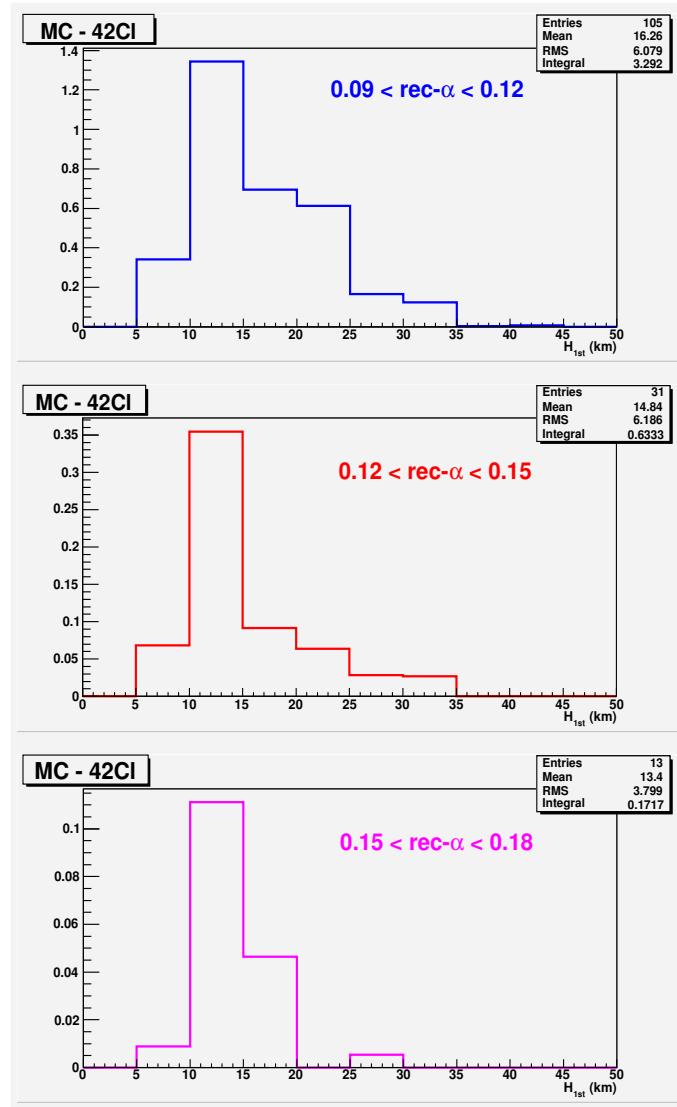 MC - 42Cl
Entries 105
Mean 16.26
RMS 6.079
Integral 3.292
0.09 < rec-α < 0.12
1.4
1.2
1
0.8
0.6
0.4
0.2
0
0 5 10 15 20 25 30 35 40 45 50
H1st (km)
MC - 42Cl
Entries 31
Mean 14.84
RMS 6.186
Integral 0.6333
0.12 < rec-α < 0.15
0.35
0.3
0.25
0.2
0.15
0.1
0.05
0
0 5 10 15 20 25 30 35 40 45 50
H1st (km)
MC - 42Cl
Entries 13
Mean 13.4
RMS 3.799
Integral 0.1717
0.15 < rec-α < 0.18
0.1
0.08
0.06
0.04
0.02
0
0 5 10 15 20 25 30 35 40 45 50
H1st (km)